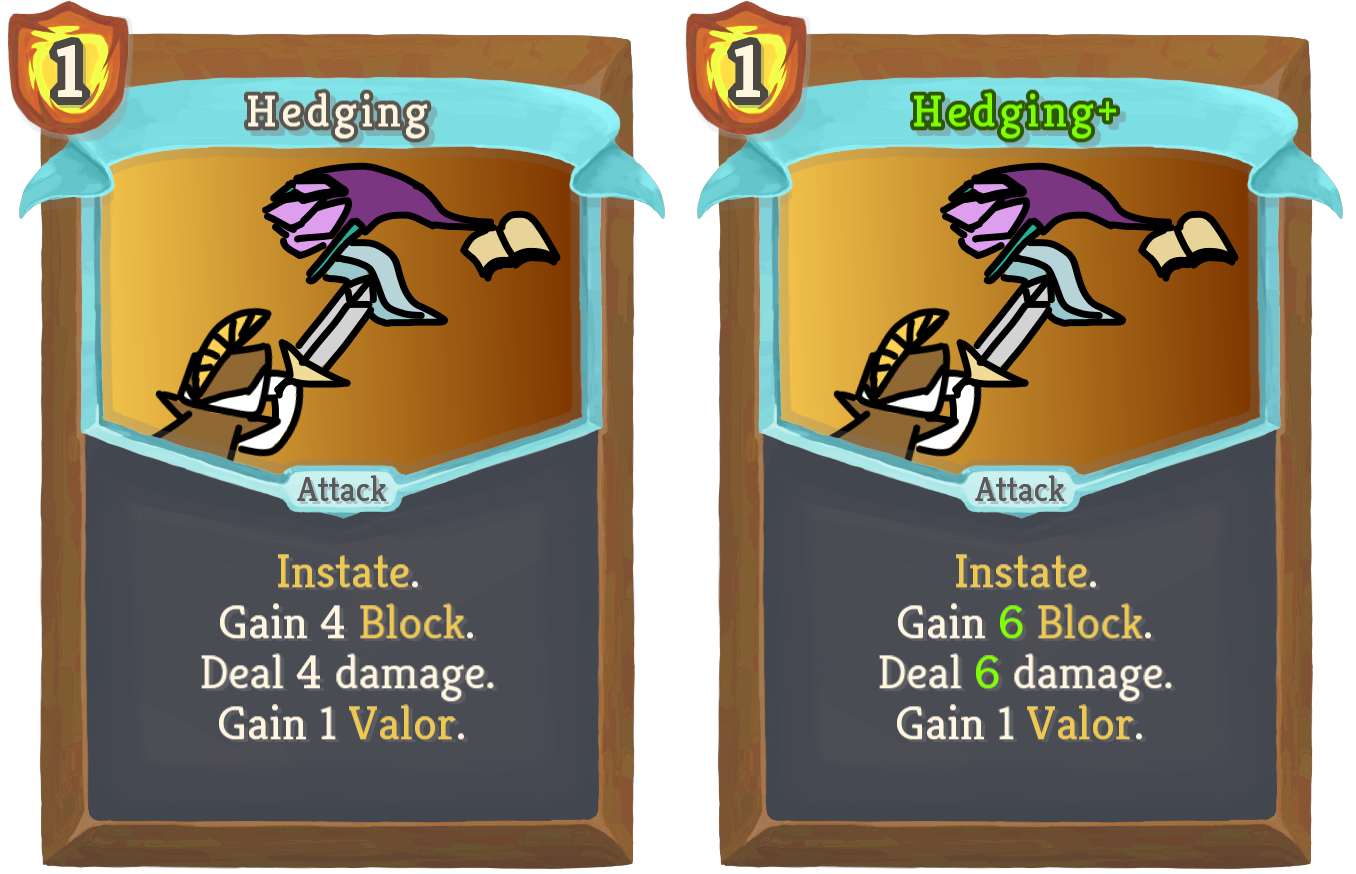 1
Hedging
Attack
Instate.
Gain 4 Block.
Deal 4 damage.
Gain 1 Valor.
1
Hedging+
Attack
Instate.
Gain 6 Block.
Deal 6 damage.
Gain 1 Valor.